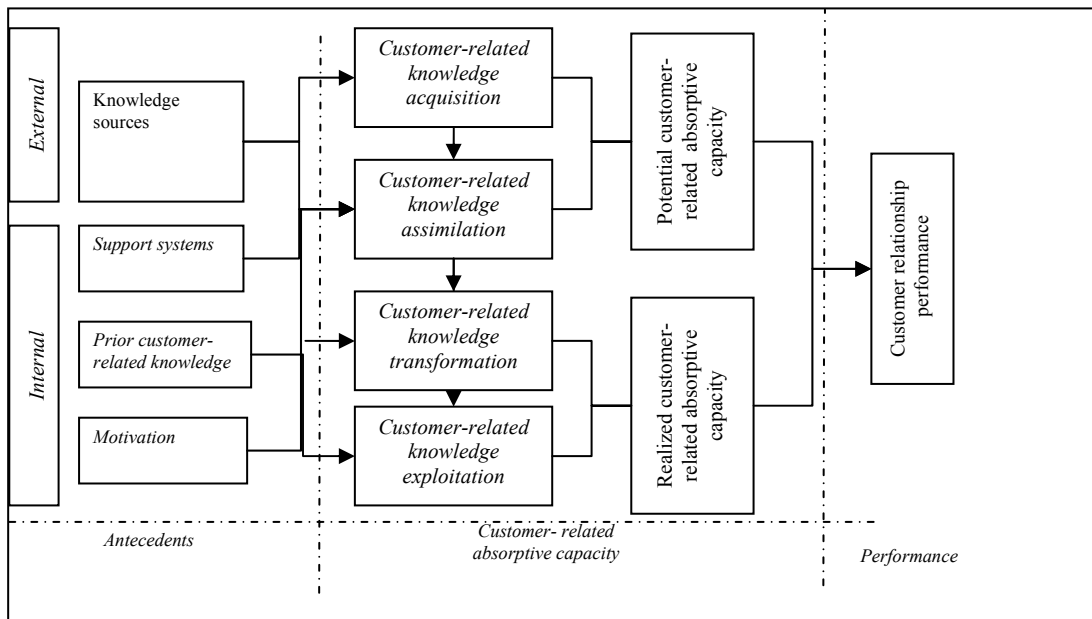 External
Knowledge
sources
Support systems
Internal
Prior customer-
related knowledge
Motivation
Customer-related
knowledge
acquisition
Customer-related
knowledge
assimilation
Customer-related
knowledge
transformation
Customer-related
knowledge
exploitation
Potential customer-
related absorptive
capacity
Realized customer-
related absorptive
capacity
Customer relationship
performance
Antecedents
Customer- related
absorptive capacity
Performance